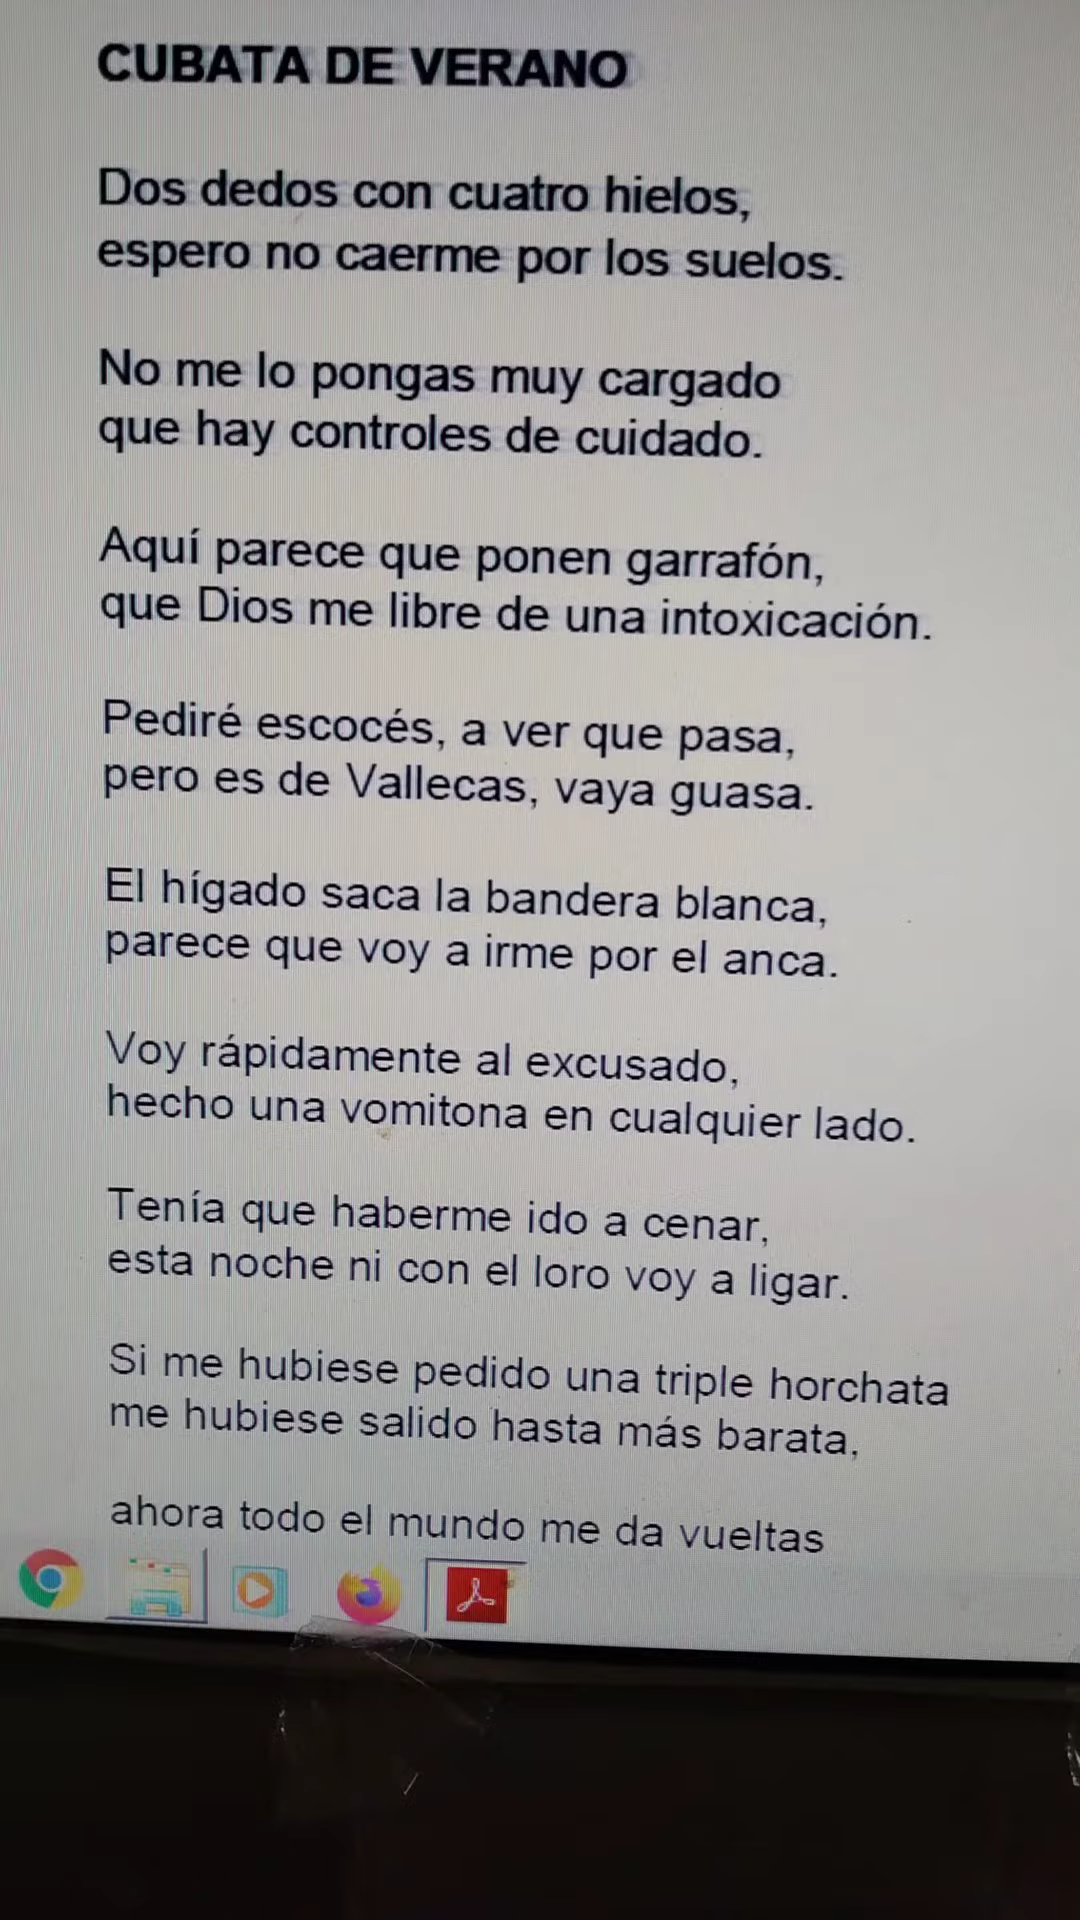 CUBATA DE VERANO
Dos dedos con cuatro hielos,
espero no caerme por los suelos.
No me lo pongas muy cargado
que hay controles de cuidado.
Aquí parece que ponen garrafón,
que Dios me libre de una intoxicación.
Pediré escocés, a ver que pasa,
pero es de Vallecas, vaya guasa.
El hígado saca la bandera blanca,
parece que voy a irme por el anca.
Voy rápidamente al excusado,
hecho una vomitona en cualquier lado.
Tenía que haberme ido a cenar,
esta noche ni con el loro voy a ligar.
Si me hubiese pedido una triple horchata
me hubiese salido hasta más barata,
ahora todo el mundo me da vueltas